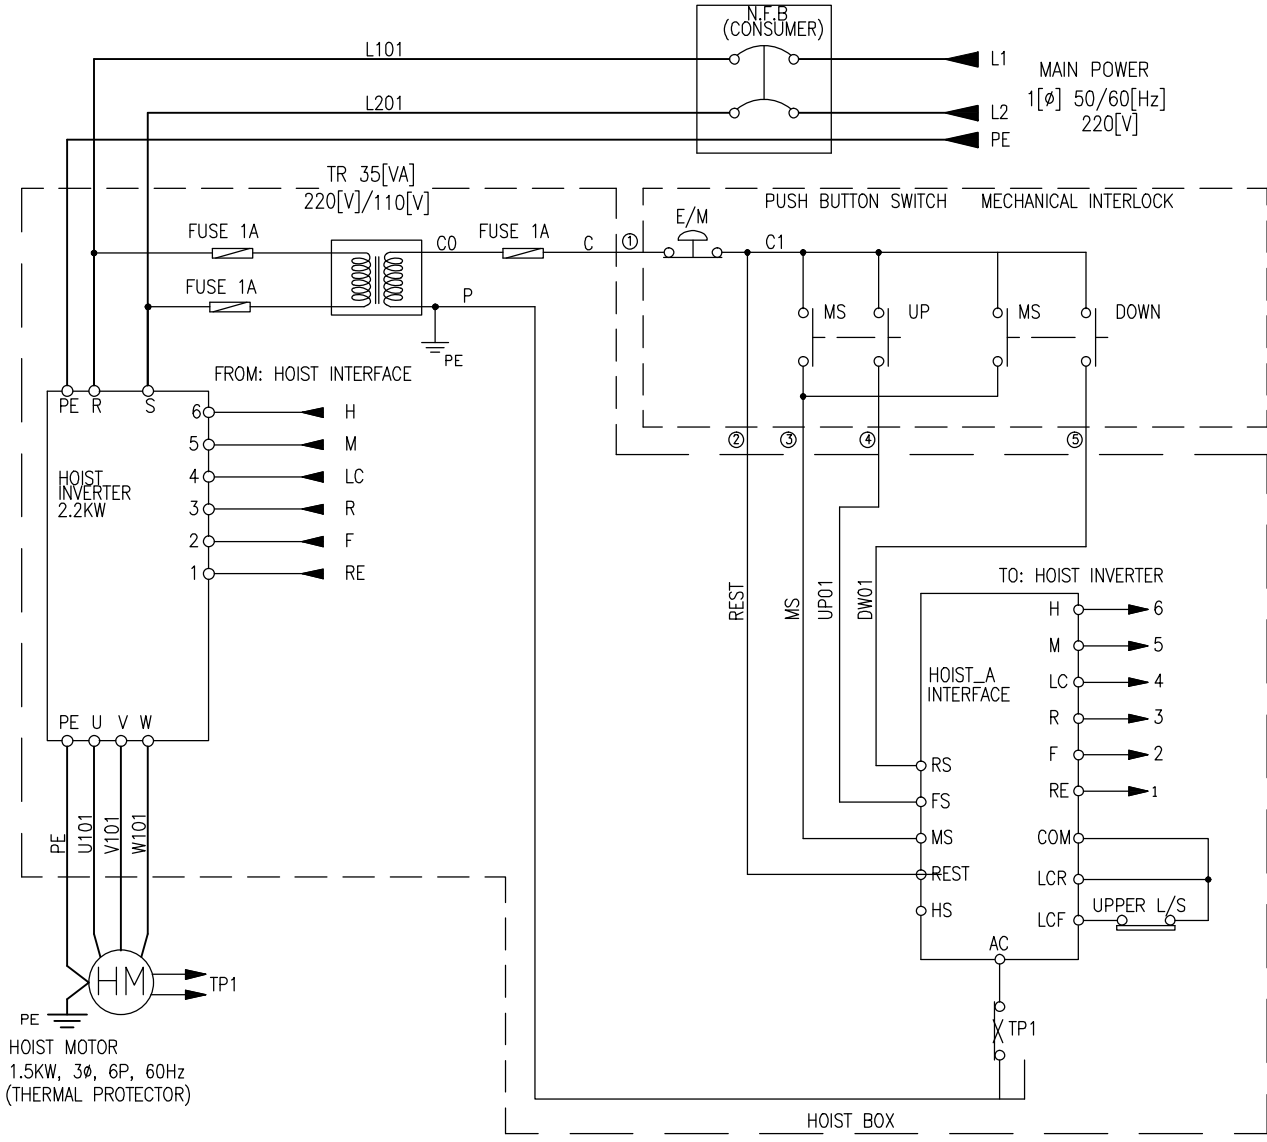 N.F.B
(CONSUMER)
L101
L1
MAIN POWER
1[ø] 50/60[Hz]
220[V]
L201
L2
PE
TR 35[VA]
220[V]/110[V]
PUSH BUTTON SWITCH
MECHANICAL INTERLOCK
FUSE 1A
C0
FUSE 1A
C
1
E/M
C1
FUSE 1A
P
PE
MS
UP
MS
DOWN
FROM: HOIST INTERFACE
PE
R
S
6
H
5
M
4
LC
3
R
2
F
1
RE
HOIST
INVERTER
2.2KW
2
3
4
5
REST
MS
UP01
DW01
TO: HOIST INVERTER
H
6
M
5
LC
4
R
3
F
2
RE
1
HOIST_A
INTERFACE
RS
FS
MS
REST
HS
COM
LCR
LCF
UPPER L/S
AC
TP1
PE
U
V
W
PE
U101
V101
W101
HM
TP1
PE
HOIST MOTOR
1.5KW, 3ø, 6P, 60Hz
(THERMAL PROTECTOR)
HOIST BOX